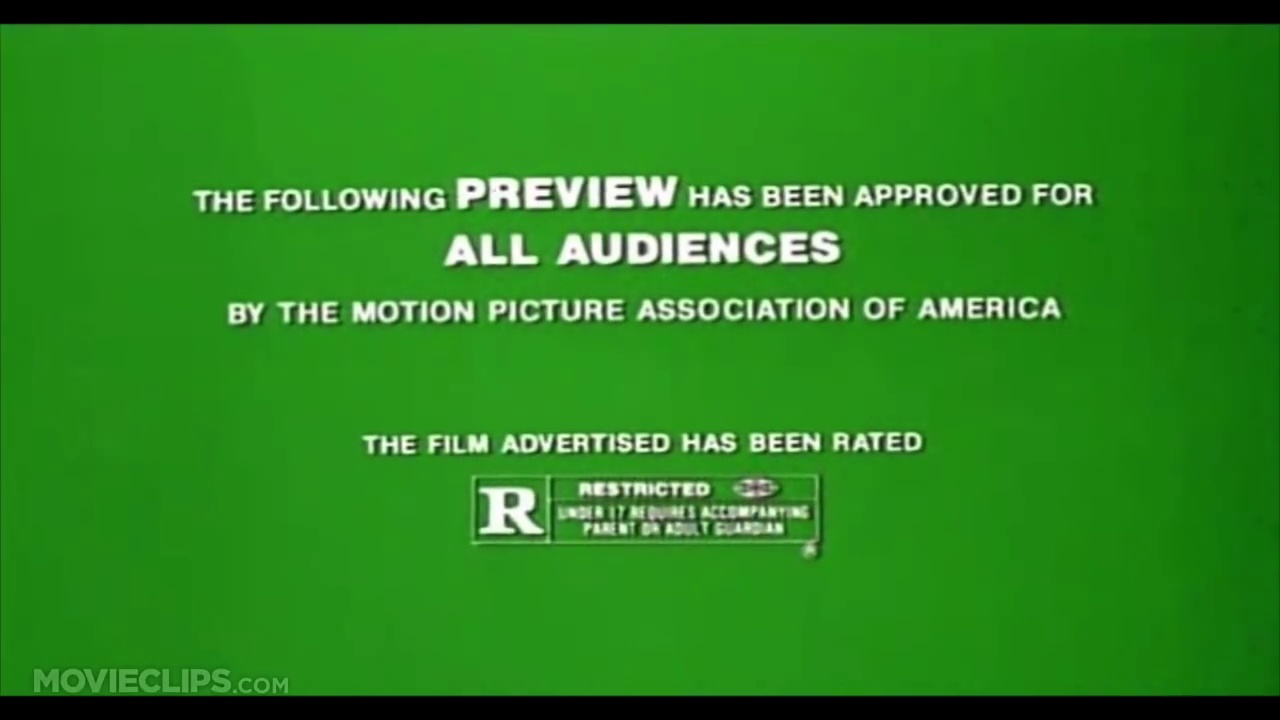 THE FOLLOWING PREVIEW HAS BEEN APPROVED FOR
ALL AUDIENCES
BY THE MOTION PICTURE ASSOCIATION OF AMERICA
THE FILM ADVERTISED HAS BEEN RATED
R RESTRICTED
UNDER 17 REQUIRES ACCOMPANYING
PARENT OR ADULT GUARDIAN
MOVIECLIPS.COM